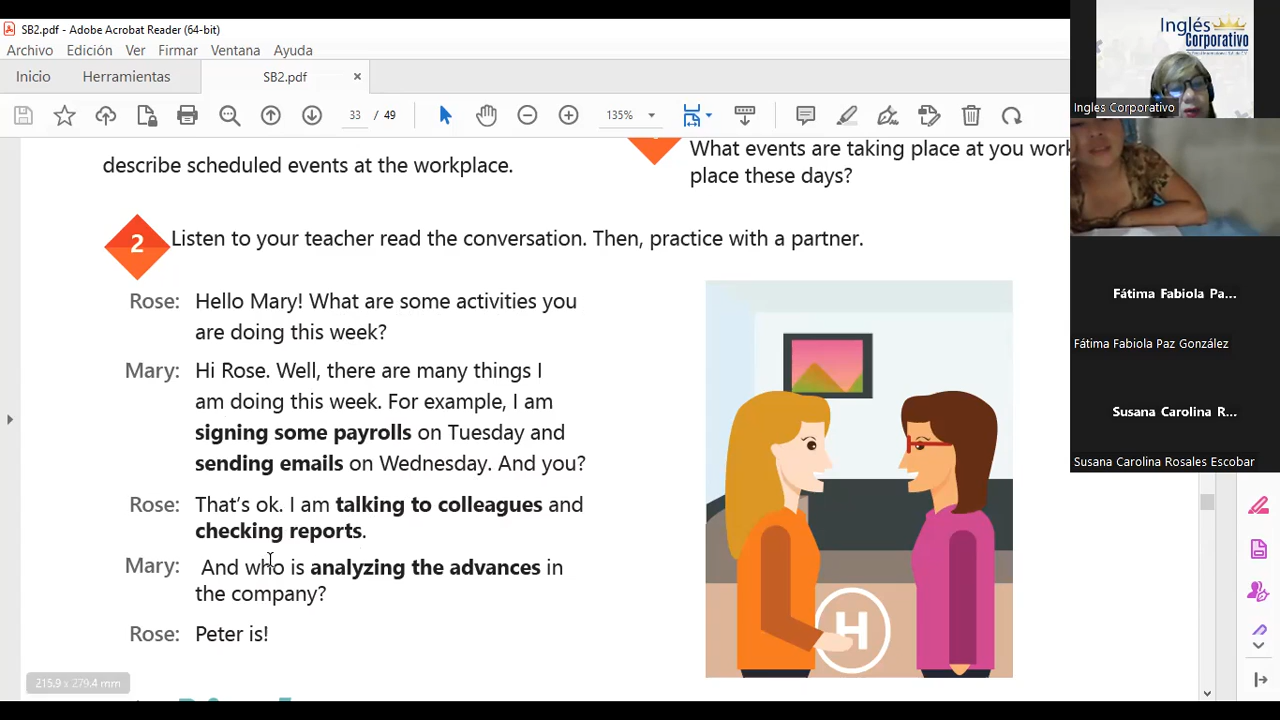 SB2.pdf - Adobe Acrobat Reader (64-bit)
Archivo Edición Ver Firmar Ventana Ayuda
Inicio Herramientas SB2.pdf ×
33 / 49 135%
describe scheduled events at the workplace.
What events are taking place at you work
place these days?
2 Listen to your teacher read the conversation. Then, practice with a partner.
Rose: Hello Mary! What are some activities you
are doing this week?
Mary: Hi Rose. Well, there are many things I
am doing this week. For example, I am
signing some payrolls on Tuesday and
sending emails on Wednesday. And you?
Rose: That's ok. I am talking to colleagues and
checking reports.
Mary: And who is analyzing the advances in
the company?
Rose: Peter is!
H
215.9 x 279.4 mm
Inglés
Corporativo
Ingles Corporativo
Fátima Fabiola Pa...
Fátima Fabiola Paz González
Susana Carolina R...
Susana Carolina Rosales Escobar